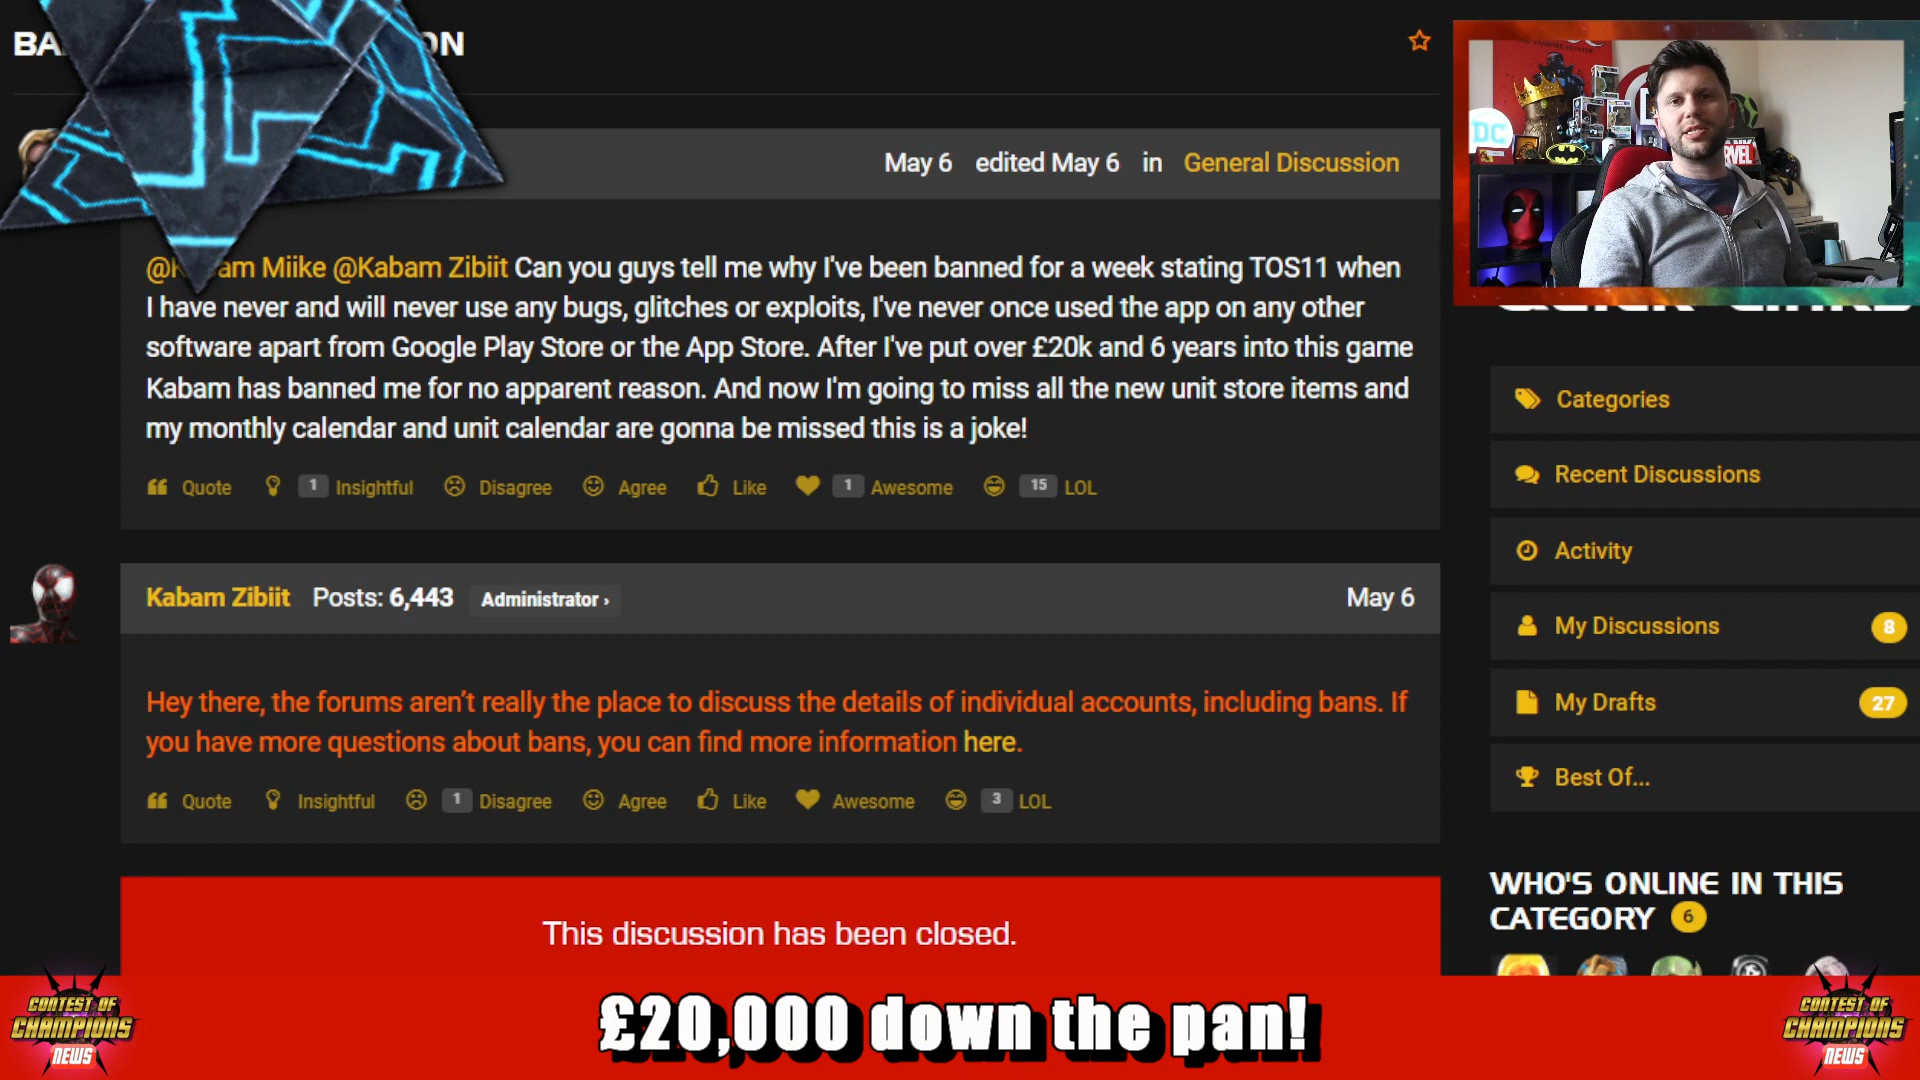 May 6 edited May 6 in General Discussion
Miike @Kabam Zibiit Can you guys tell me why I've been banned for a week stating TOS11 when
I have never and will never use any bugs, glitches or exploits, I've never once used the app on any other
software apart from Google Play Store or the App Store. After I've put over £20k and 6 years into this game
Kabam has banned me for no apparent reason. And now I'm going to miss all the new unit store items and
my monthly calendar and unit calendar are gonna be missed this is a joke!
Quote 1 Insightful Disagree Agree Like 1 Awesome 15 LOL
Kabam Zibiit Posts: 6,443 Administrator › May 6
Hey there, the forums aren't really the place to discuss the details of individual accounts, including bans. If
you have more questions about bans, you can find more information here.
Quote Insightful 1 Disagree Agree Like Awesome 3 LOL
This discussion has been closed.
DC
Categories
Recent Discussions
Activity
My Discussions 8
My Drafts 27
Best Of...
WHO'S ONLINE IN THIS
CATEGORY 6
CONTEST OF
CHAMPIONS
NEWS
£20,000 down the pan!
CONTEST OF
CHAMPIONS
NEWS